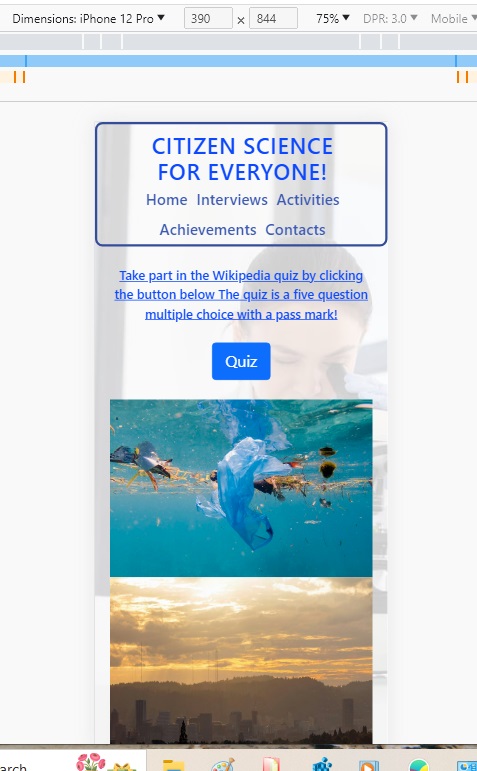 Dimensions: iPhone 12 Pro 390 x 844 75% DPR: 3.0 Mobile
CITIZEN SCIENCE
FOR EVERYONE!
Home Interviews Activities
Achievements Contacts
Take part in the Wikipedia quiz by clicking
the button below The quiz is a five question
multiple choice with a pass mark!
Quiz
arch